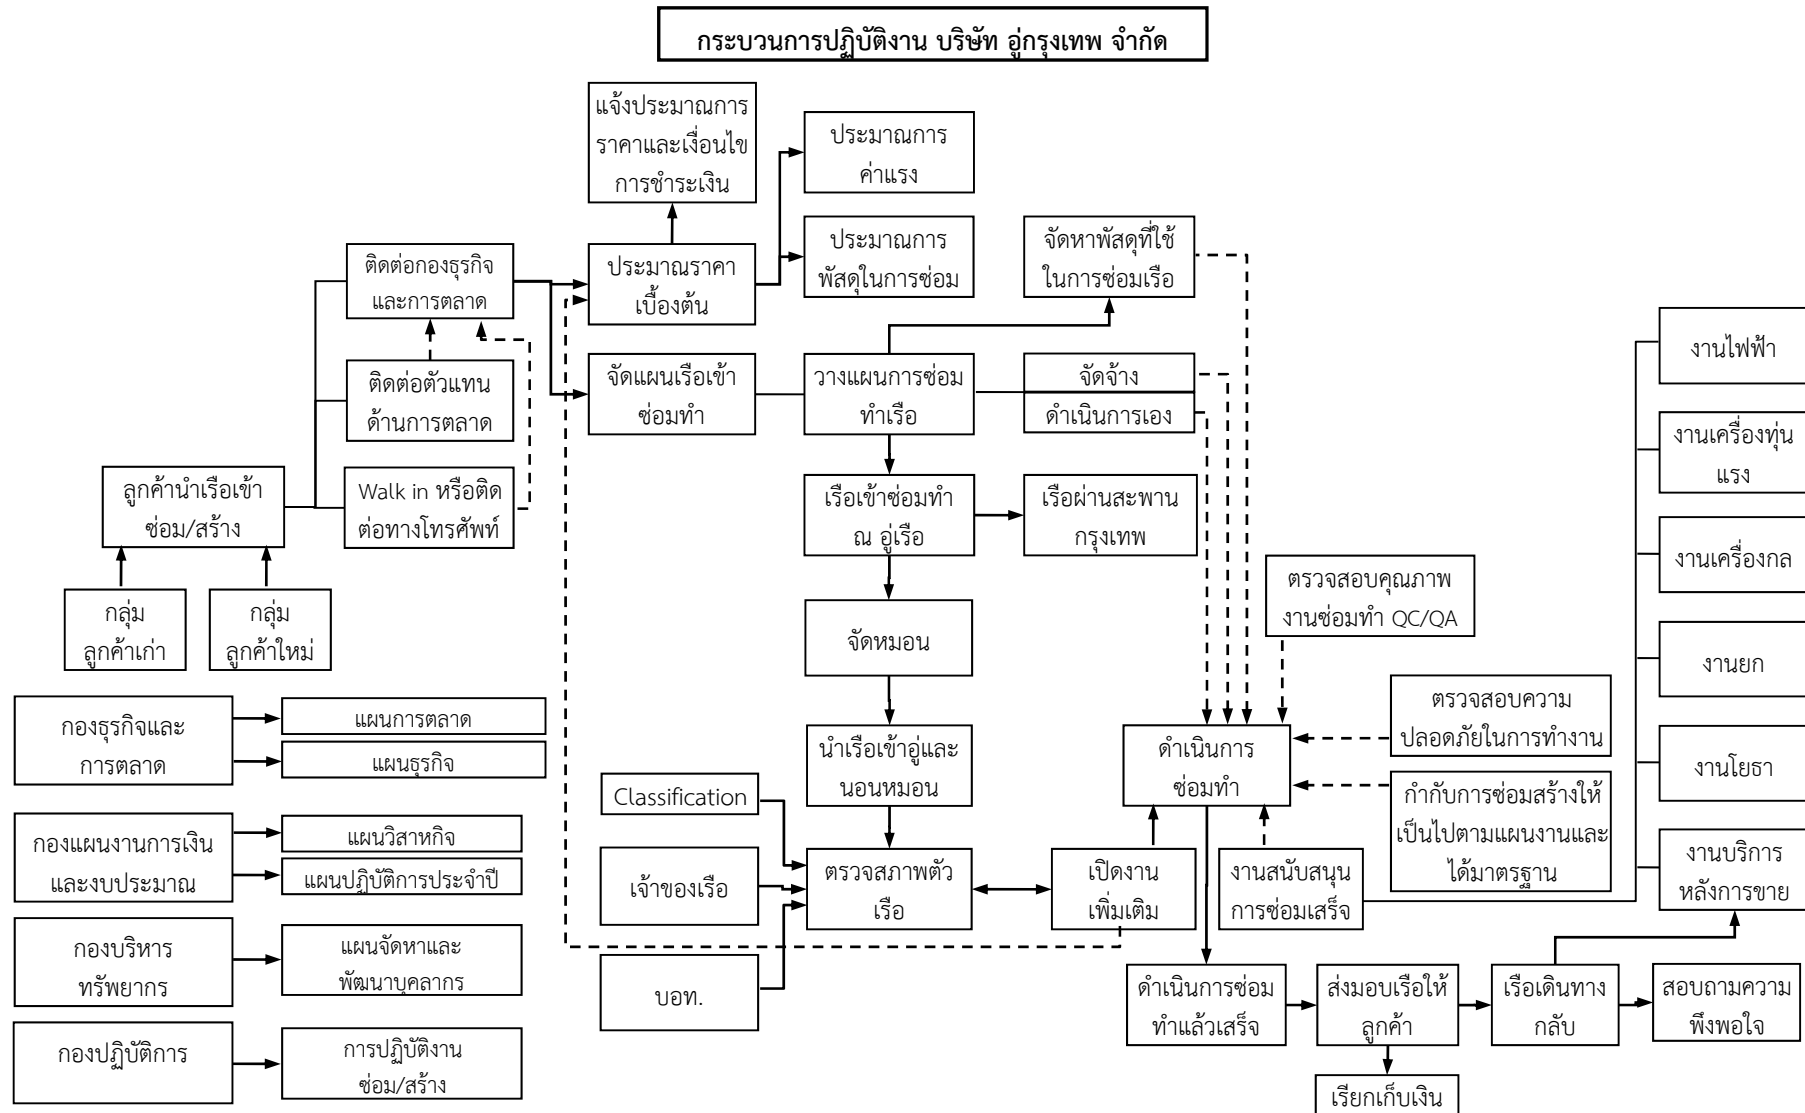 กระบวนการปฏิบัติงาน บริษัท อู่กรุงเทพ จำกัด
แจ้งประมาณการ
ราคาและเงื่อนไข
การชำระเงิน
ประมาณการ
ค่าแรง
ติดต่อกองธุรกิจ
และการตลาด
ประมาณราคา
เบื้องต้น
ประมาณการ
พัสดุในการซ่อม
จัดหาพัสดุที่ใช้
ในการซ่อมเรือ
ติดต่อตัวแทน
ด้านการตลาด
จัดแผนเรือเข้า
ซ่อมทำ
วางแผนการซ่อม
ทำเรือ
จัดจ้าง
ดำเนินการเอง
ลูกค้านำเรือเข้า
ซ่อม/สร้าง
Walk in หรือติด
ต่อทางโทรศัพท์
เรือเข้าซ่อมทำ
ณ อู่เรือ
เรือผ่านสะพาน
กรุงเทพ
กลุ่ม
ลูกค้าเก่า
กลุ่ม
ลูกค้าใหม่
จัดหมอน
ตรวจสอบคุณภาพ
งานซ่อมทำ QC/QA
งานไฟฟ้า
งานเครื่องทุ่น
แรง
งานเครื่องกล
งานยก
งานโยธา
งานบริการ
หลังการขาย
กองธุรกิจและ
การตลาด
แผนการตลาด
แผนธุรกิจ
นำเรือเข้าอู่และ
นอนหมอน
ดำเนินการ
ซ่อมทำ
ตรวจสอบความ
ปลอดภัยในการทำงาน
กำกับการซ่อมสร้างให้
เป็นไปตามแผนงานและ
ได้มาตรฐาน
Classification
เจ้าของเรือ
บอท.
ตรวจสภาพตัว
เรือ
เปิดงาน
เพิ่มเติม
งานสนับสนุน
การซ่อมเสร็จ
กองแผนงานการเงิน
และงบประมาณ
แผนวิสาหกิจ
แผนปฏิบัติการประจำปี
กองบริหาร
ทรัพยากร
แผนจัดหาและ
พัฒนาบุคลากร
กองปฏิบัติการ
การปฏิบัติงาน
ซ่อม/สร้าง
ดำเนินการซ่อม
ทำแล้วเสร็จ
ส่งมอบเรือให้
ลูกค้า
เรือเดินทาง
กลับ
สอบถามความ
พึงพอใจ
เรียกเก็บเงิน